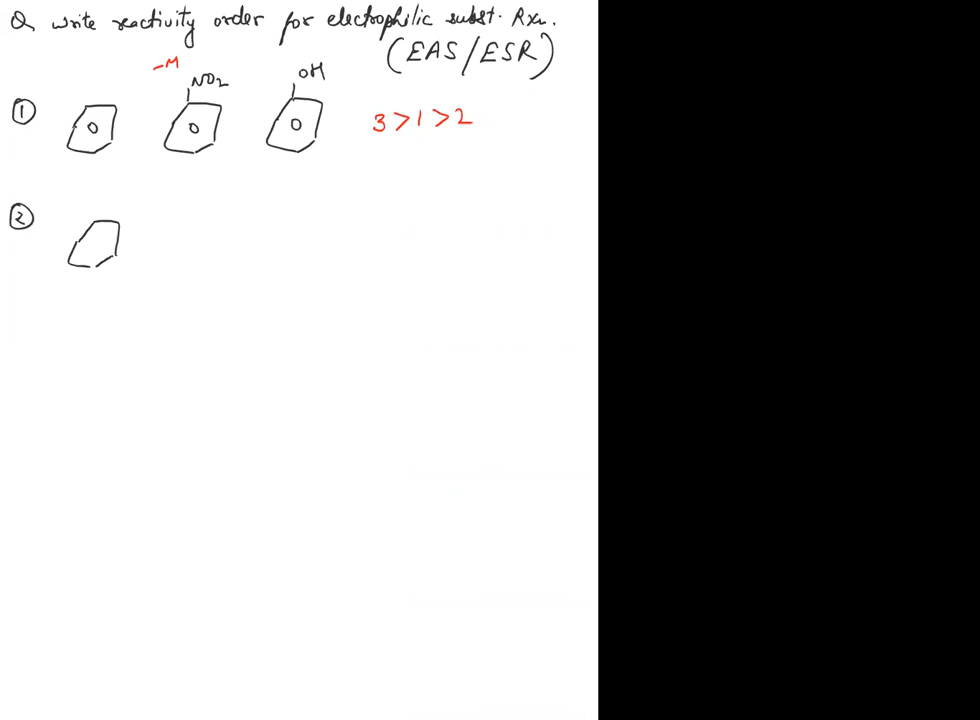 Q write reactivity order for electrophilic subst. Rxn.
(EAS/ESR)
-M
① NO2 OH 3>1>2
②